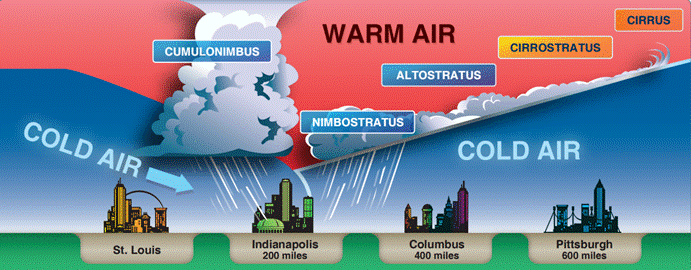 CIRRUS
WARM AIR
CIRROSTRATUS
CUMULONIMBUS
ALTOSTRATUS
NIMBOSTRATUS
COLD AIR
COLD AIR
St. Louis
Indianapolis
200 miles
Columbus
400 miles
Pittsburgh
600 miles